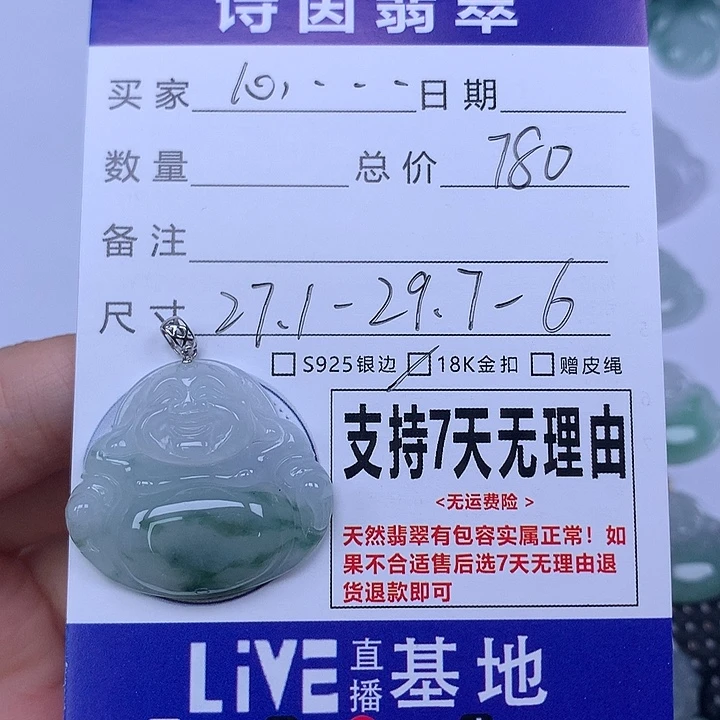 诗茵翡翠
买家 10, - - - 日期
数量 总价 780
备注
尺寸 27.1-29.7-6
S925银边 18K金扣 赠皮绳
支持7天无理由
<无运费险 >
天然翡翠有包容实属正常！如
果不合适售后选7天无理由退
货退款即可
LiVE 直播 基地